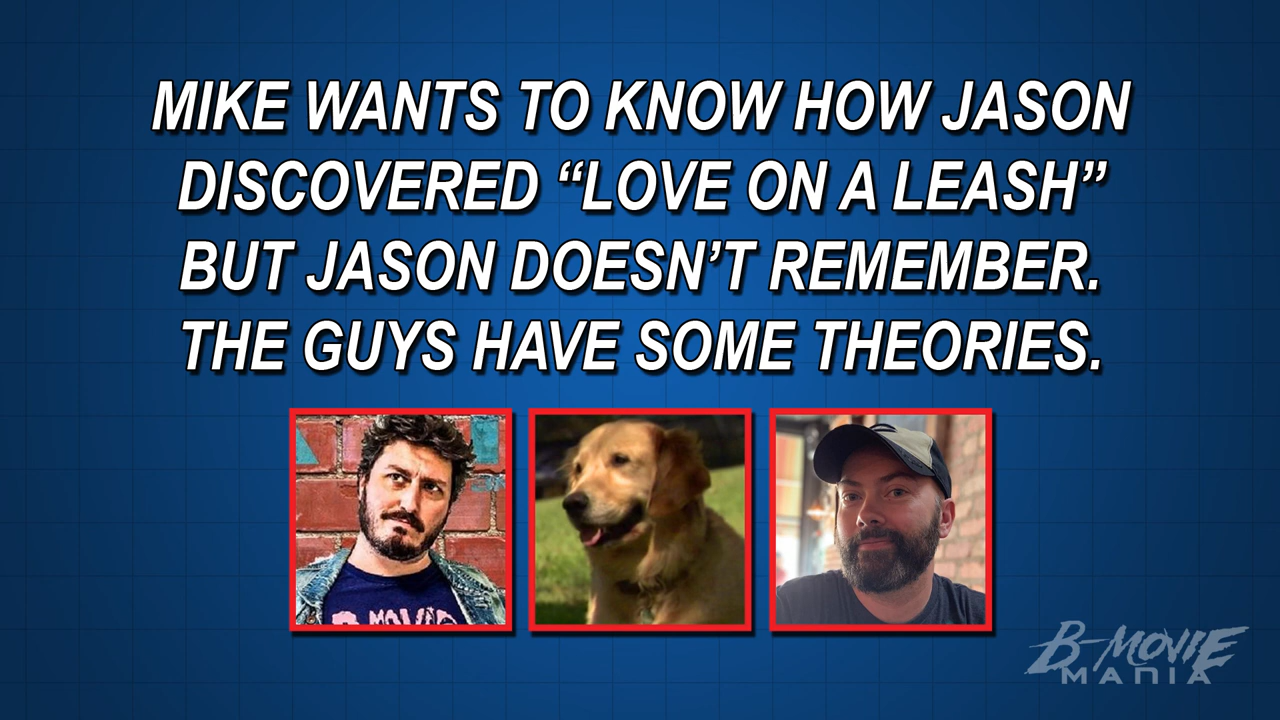 MIKE WANTS TO KNOW HOW JASON
DISCOVERED “LOVE ON A LEASH”
BUT JASON DOESN’T REMEMBER.
THE GUYS HAVE SOME THEORIES.
B-MOVIE
B-MOVIE
MANIA